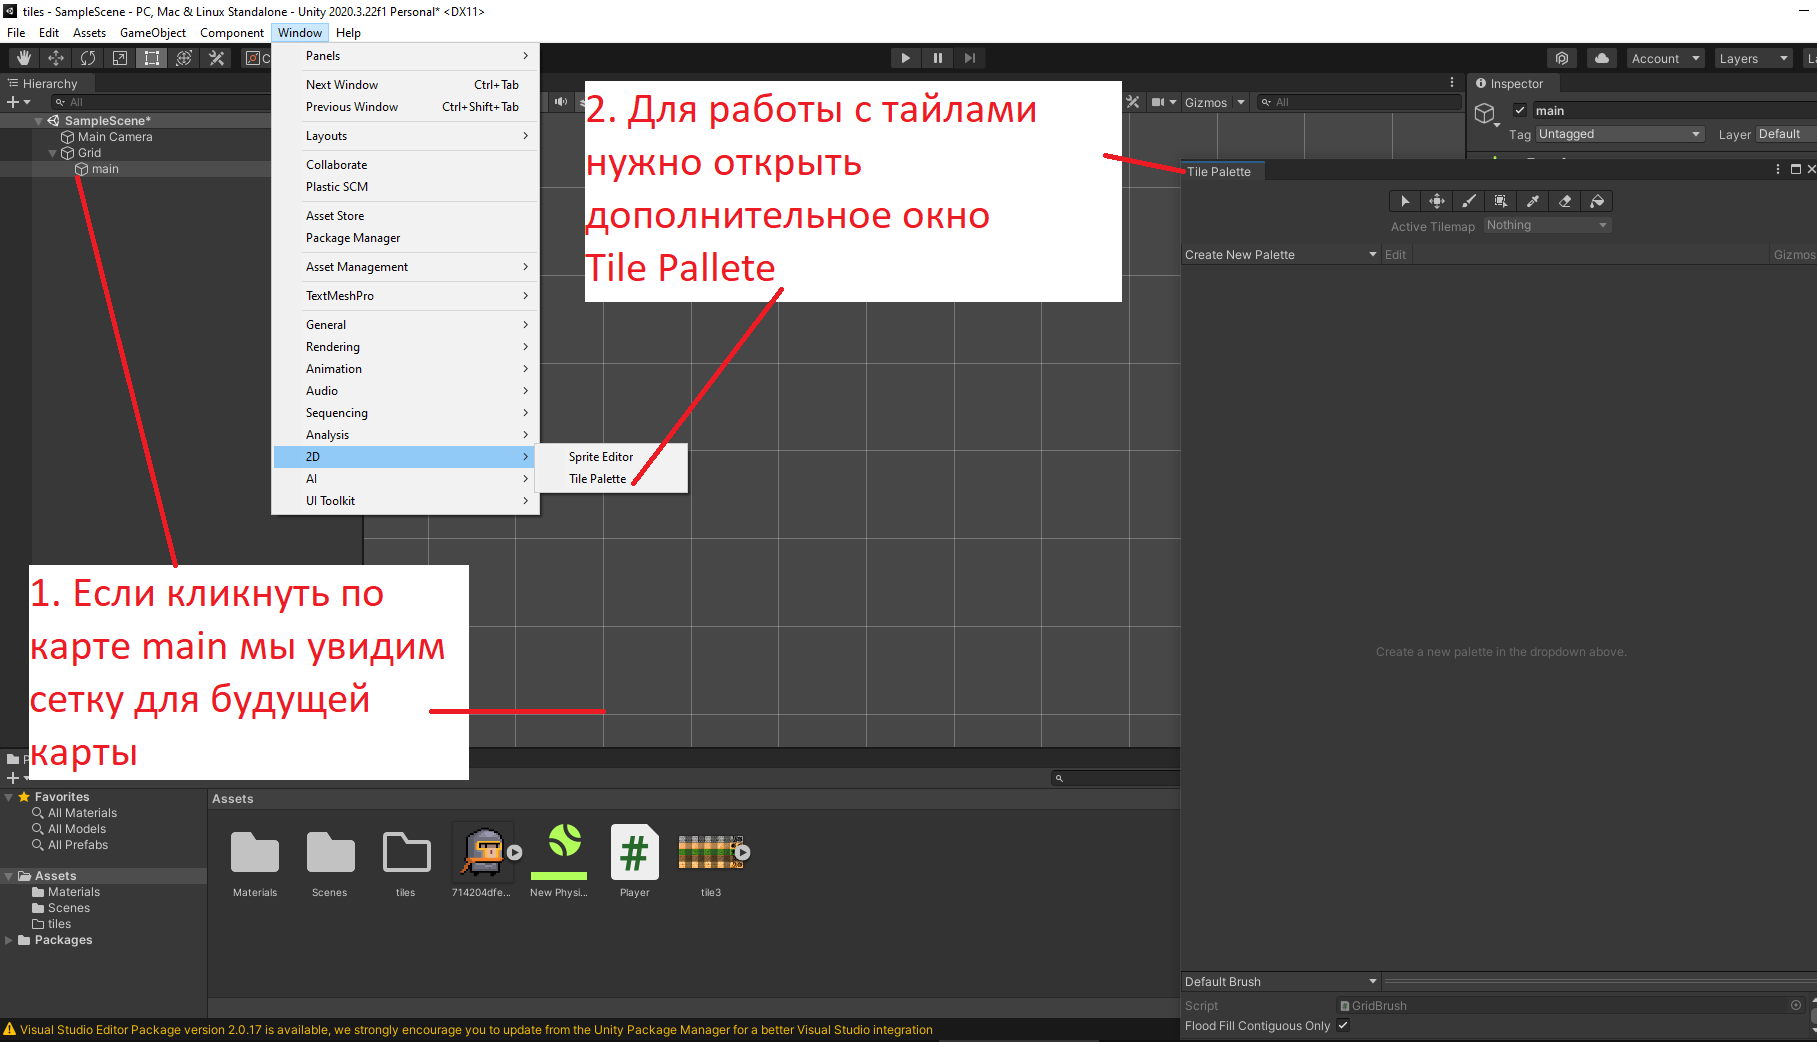 tiles - SampleScene - PC, Mac & Linux Standalone - Unity 2020.3.22f1 Personal* <DX11>
File Edit Assets GameObject Component Window Help
Account Layers
Hierarchy
All
SampleScene*
Main Camera
Grid
main
Panels
Next Window Ctrl+Tab
Previous Window Ctrl+Shift+Tab
Layouts
Collaborate
Plastic SCM
Asset Store
Package Manager
Asset Management
TextMeshPro
General
Rendering
Animation
Audio
Sequencing
Analysis
2D
AI
UI Toolkit
Sprite Editor
Tile Palette
Gizmos All
2. Для работы с тайлами
нужно открыть
дополнительное окно
Tile Pallete
1. Если кликнуть по
карте main мы увидим
сетку для будущей
карты
Inspector
main
Tag Untagged Layer Default
Tile Palette
Active Tilemap Nothing
Create New Palette Edit Gizmos
Create a new palette in the dropdown above.
Default Brush
Script GridBrush
Flood Fill Contiguous Only
Favorites
All Materials
All Models
All Prefabs
Assets
Materials
Scenes
tiles
Packages
Assets
Materials Scenes tiles 714204dfe... New Physi... Player tile3
Visual Studio Editor Package version 2.0.17 is available, we strongly encourage you to update from the Unity Package Manager for a better Visual Studio integration